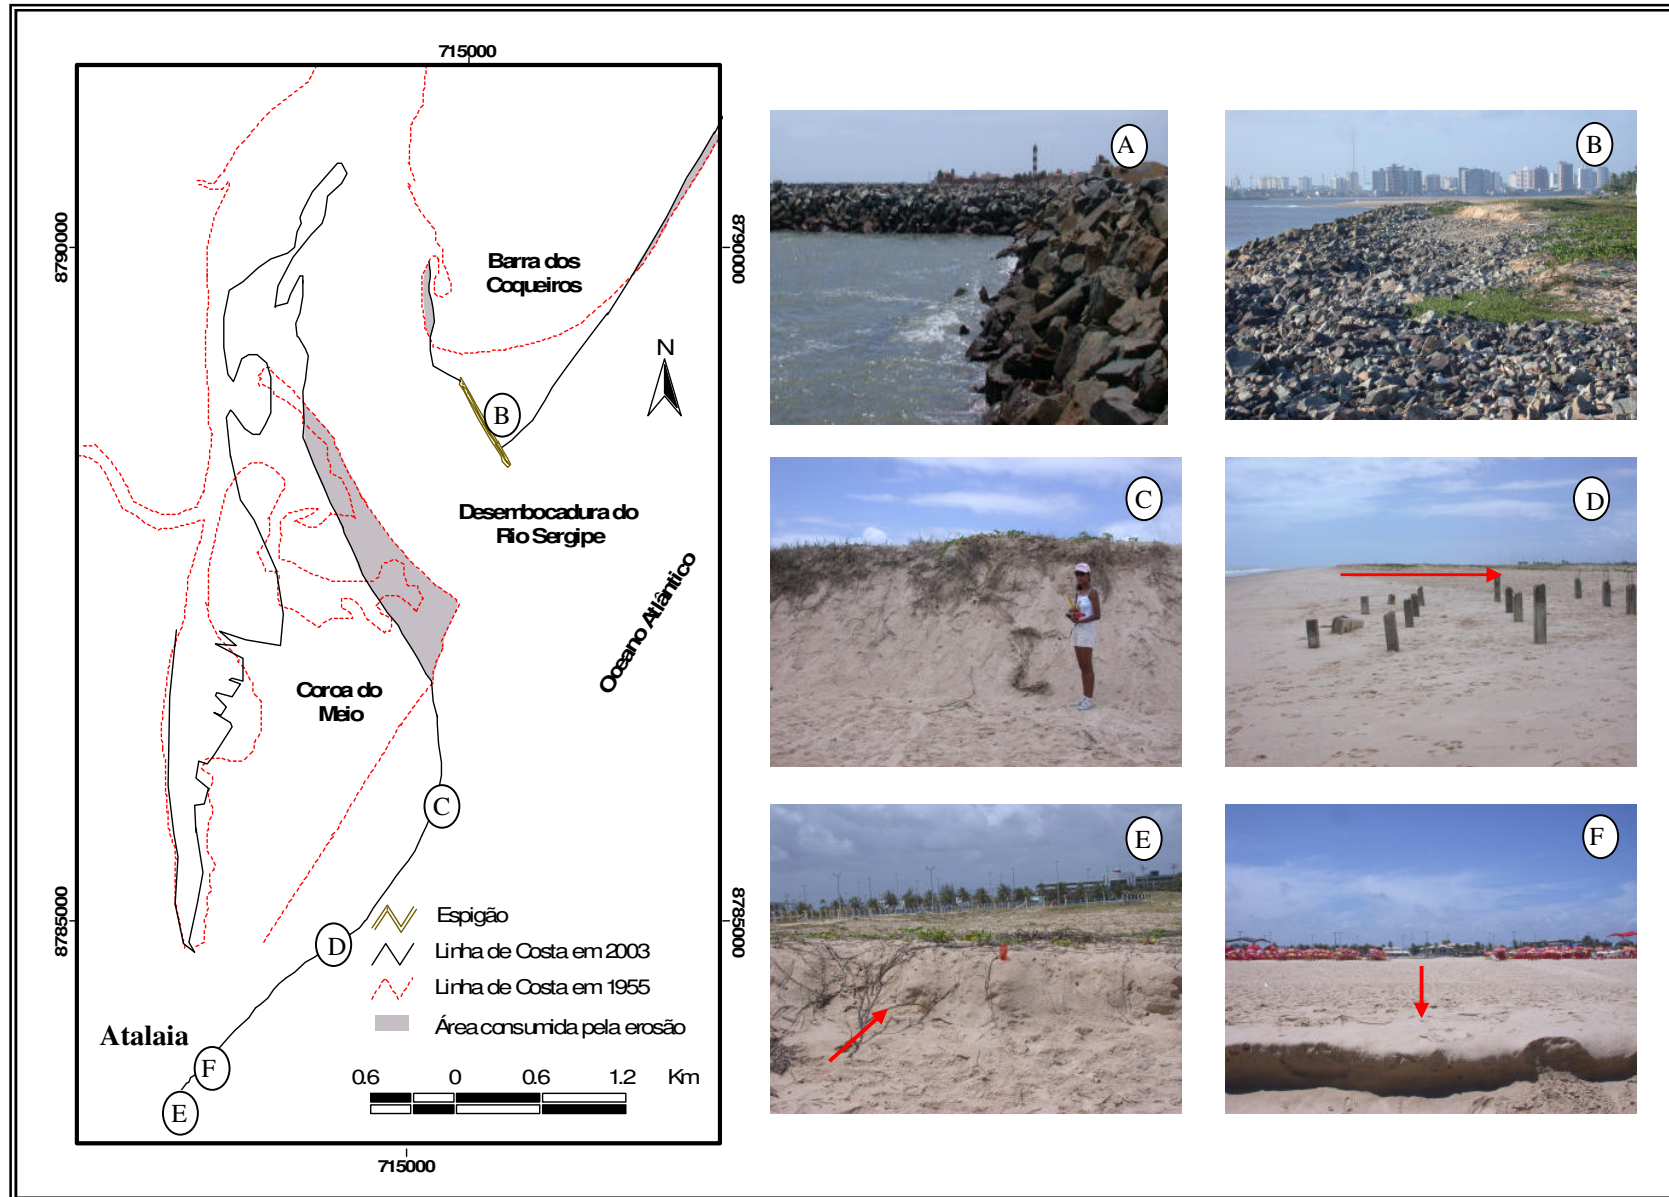 715000
8790000
8790000
Barra dos
Coqueiros
N
B
Desembocadura do
Rio Sergipe
Oceano Atlântico
Coroa do
Meio
C
8785000
8785000
D
Espigão
Linha de Costa em 2003
Linha de Costa em 1955
Área consumida pela erosão
Atalaia
F
E
0.6 0 0.6 1.2 Km
715000
A
B
C
D
E
F